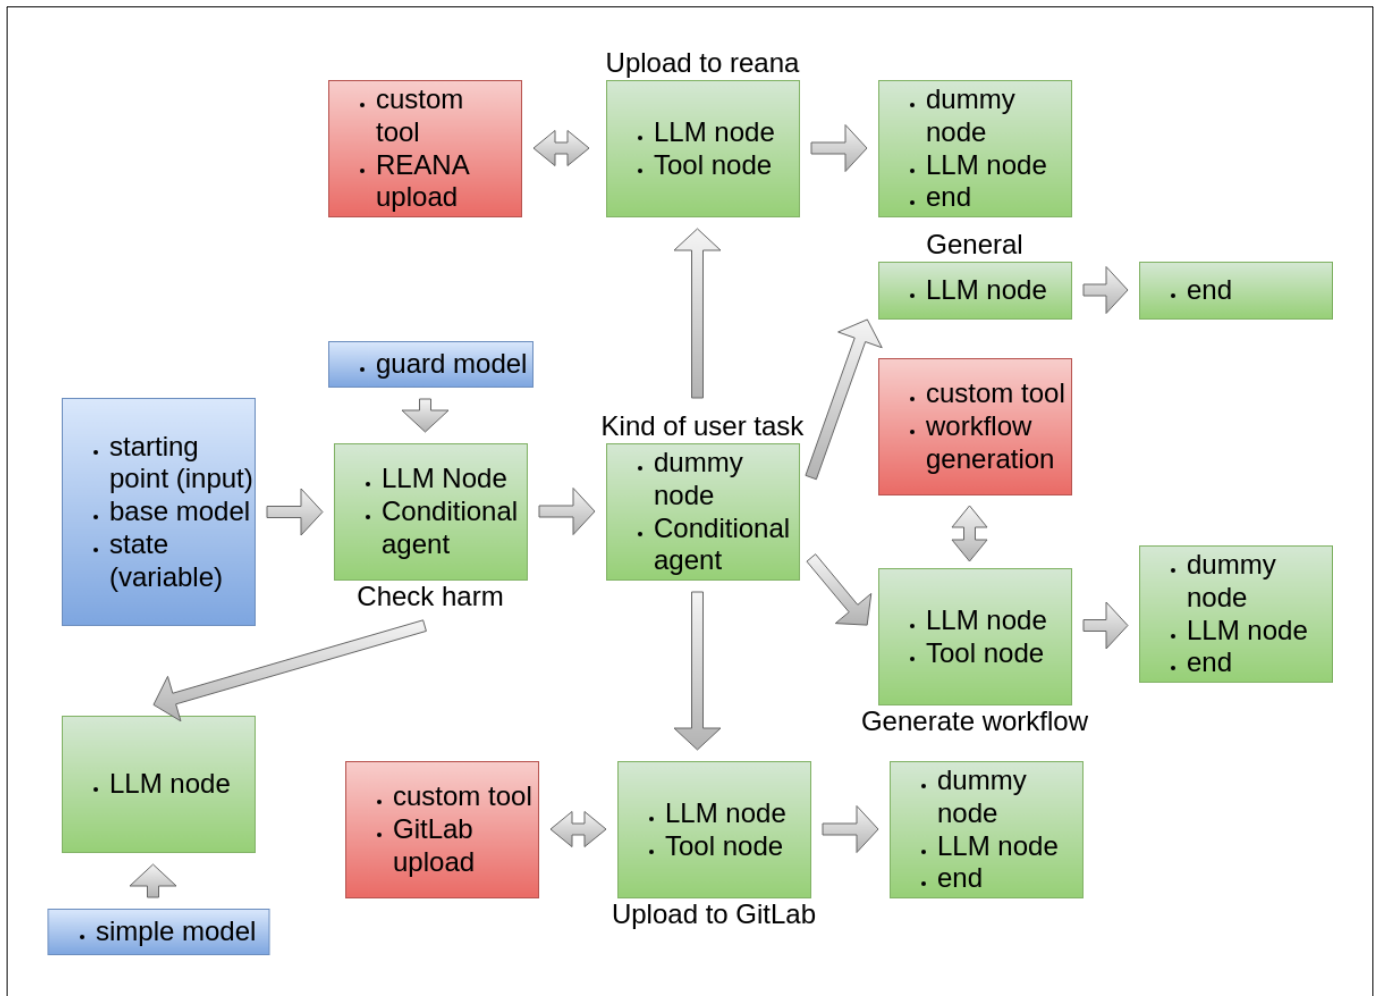 Upload to reana
custom
tool
REANA
upload
LLM node
Tool node
dummy
node
LLM node
end
General
LLM node
end
guard model
custom tool
workflow
generation
starting
point (input)
base model
state
(variable)
LLM Node
Conditional
agent
Check harm
Kind of user task
dummy
node
Conditional
agent
LLM node
Tool node
Generate workflow
dummy
node
LLM node
end
LLM node
simple model
custom tool
GitLab
upload
LLM node
Tool node
Upload to GitLab
dummy
node
LLM node
end